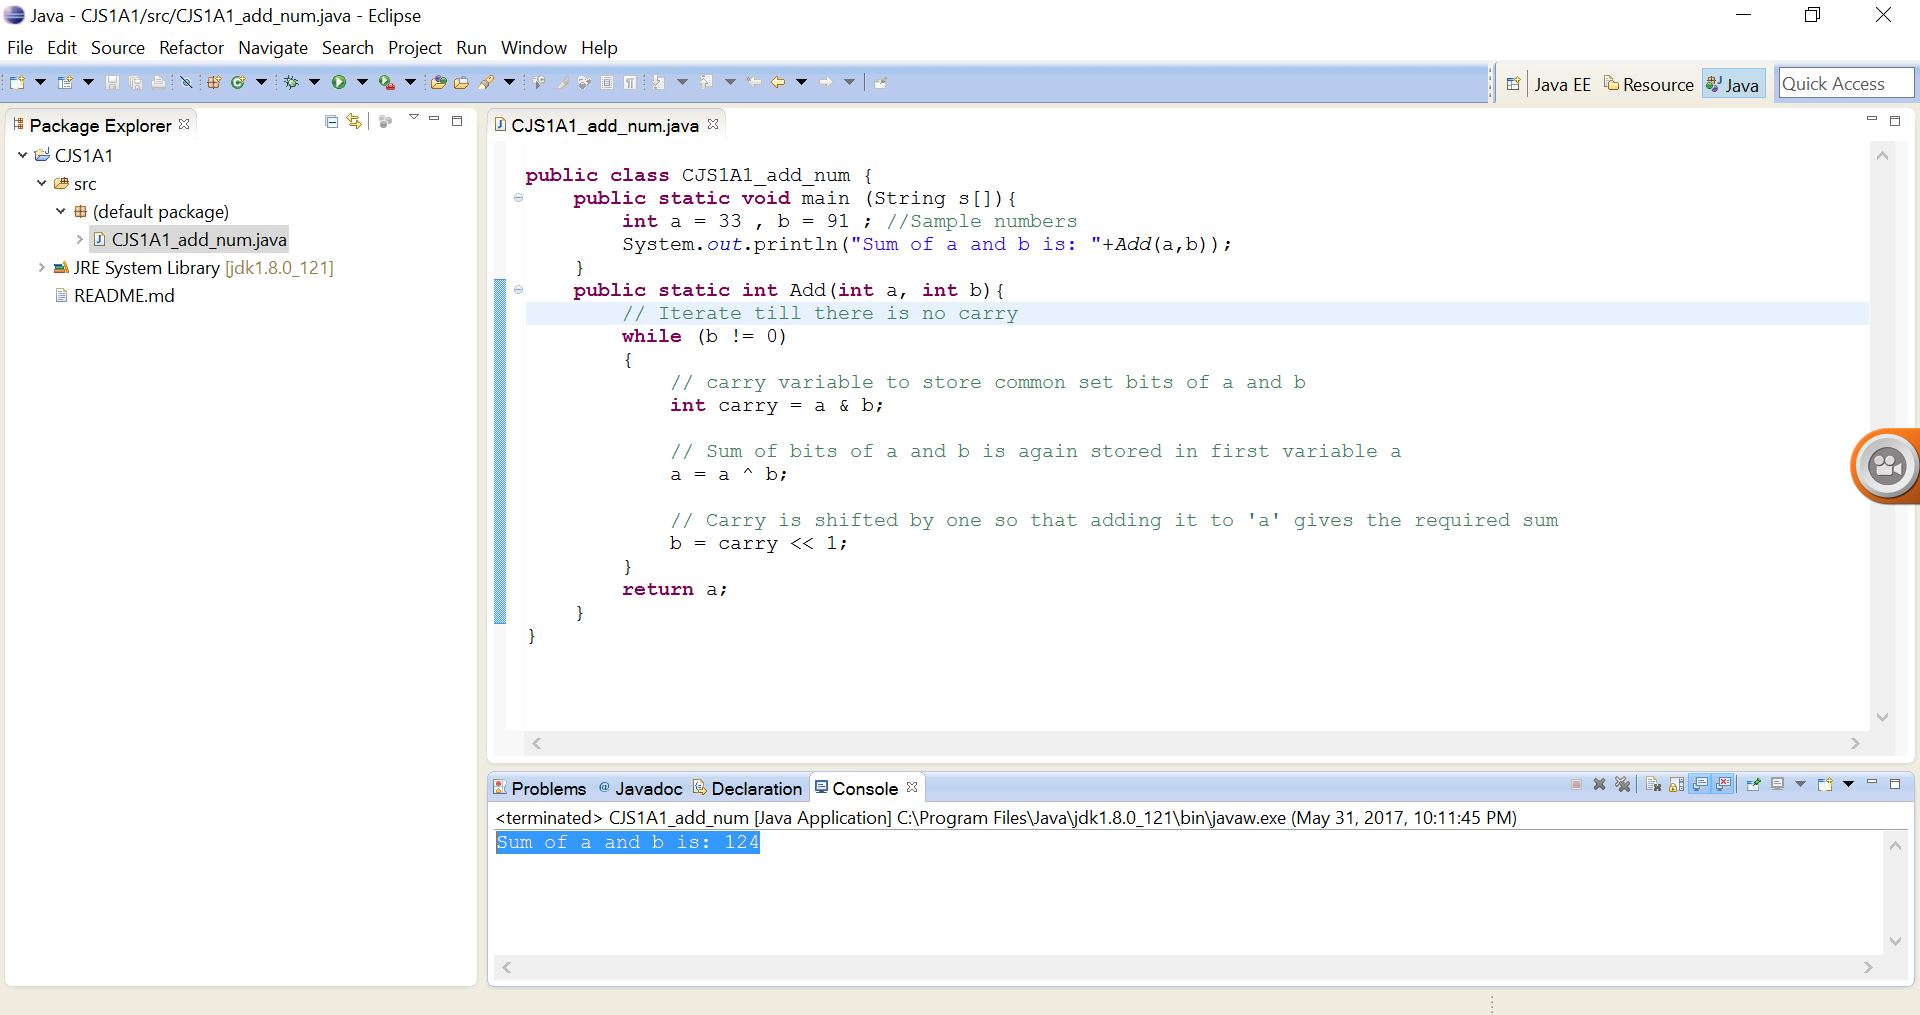 Java - CJS1A1/src/CJS1A1_add_num.java - Eclipse
File Edit Source Refactor Navigate Search Project Run Window Help
Java EE Resource Java Quick Access
Package Explorer
CJS1A1
src
(default package)
CJS1A1_add_num.java
JRE System Library [jdk1.8.0_121]
README.md
CJS1A1_add_num.java
public class CJS1A1_add_num {
public static void main (String s[]){
int a = 33 , b = 91 ; //Sample numbers
System.out.println("Sum of a and b is: "+Add(a,b));
}
public static int Add(int a, int b){
// Iterate till there is no carry
while (b != 0)
{
// carry variable to store common set bits of a and b
int carry = a & b;
// Sum of bits of a and b is again stored in first variable a
a = a ^ b;
// Carry is shifted by one so that adding it to 'a' gives the required sum
b = carry << 1;
}
return a;
}
}
Problems @ Javadoc Declaration Console
<terminated> CJS1A1_add_num [Java Application] C:\Program Files\Java\jdk1.8.0_121\bin\javaw.exe (May 31, 2017, 10:11:45 PM)
Sum of a and b is: 124